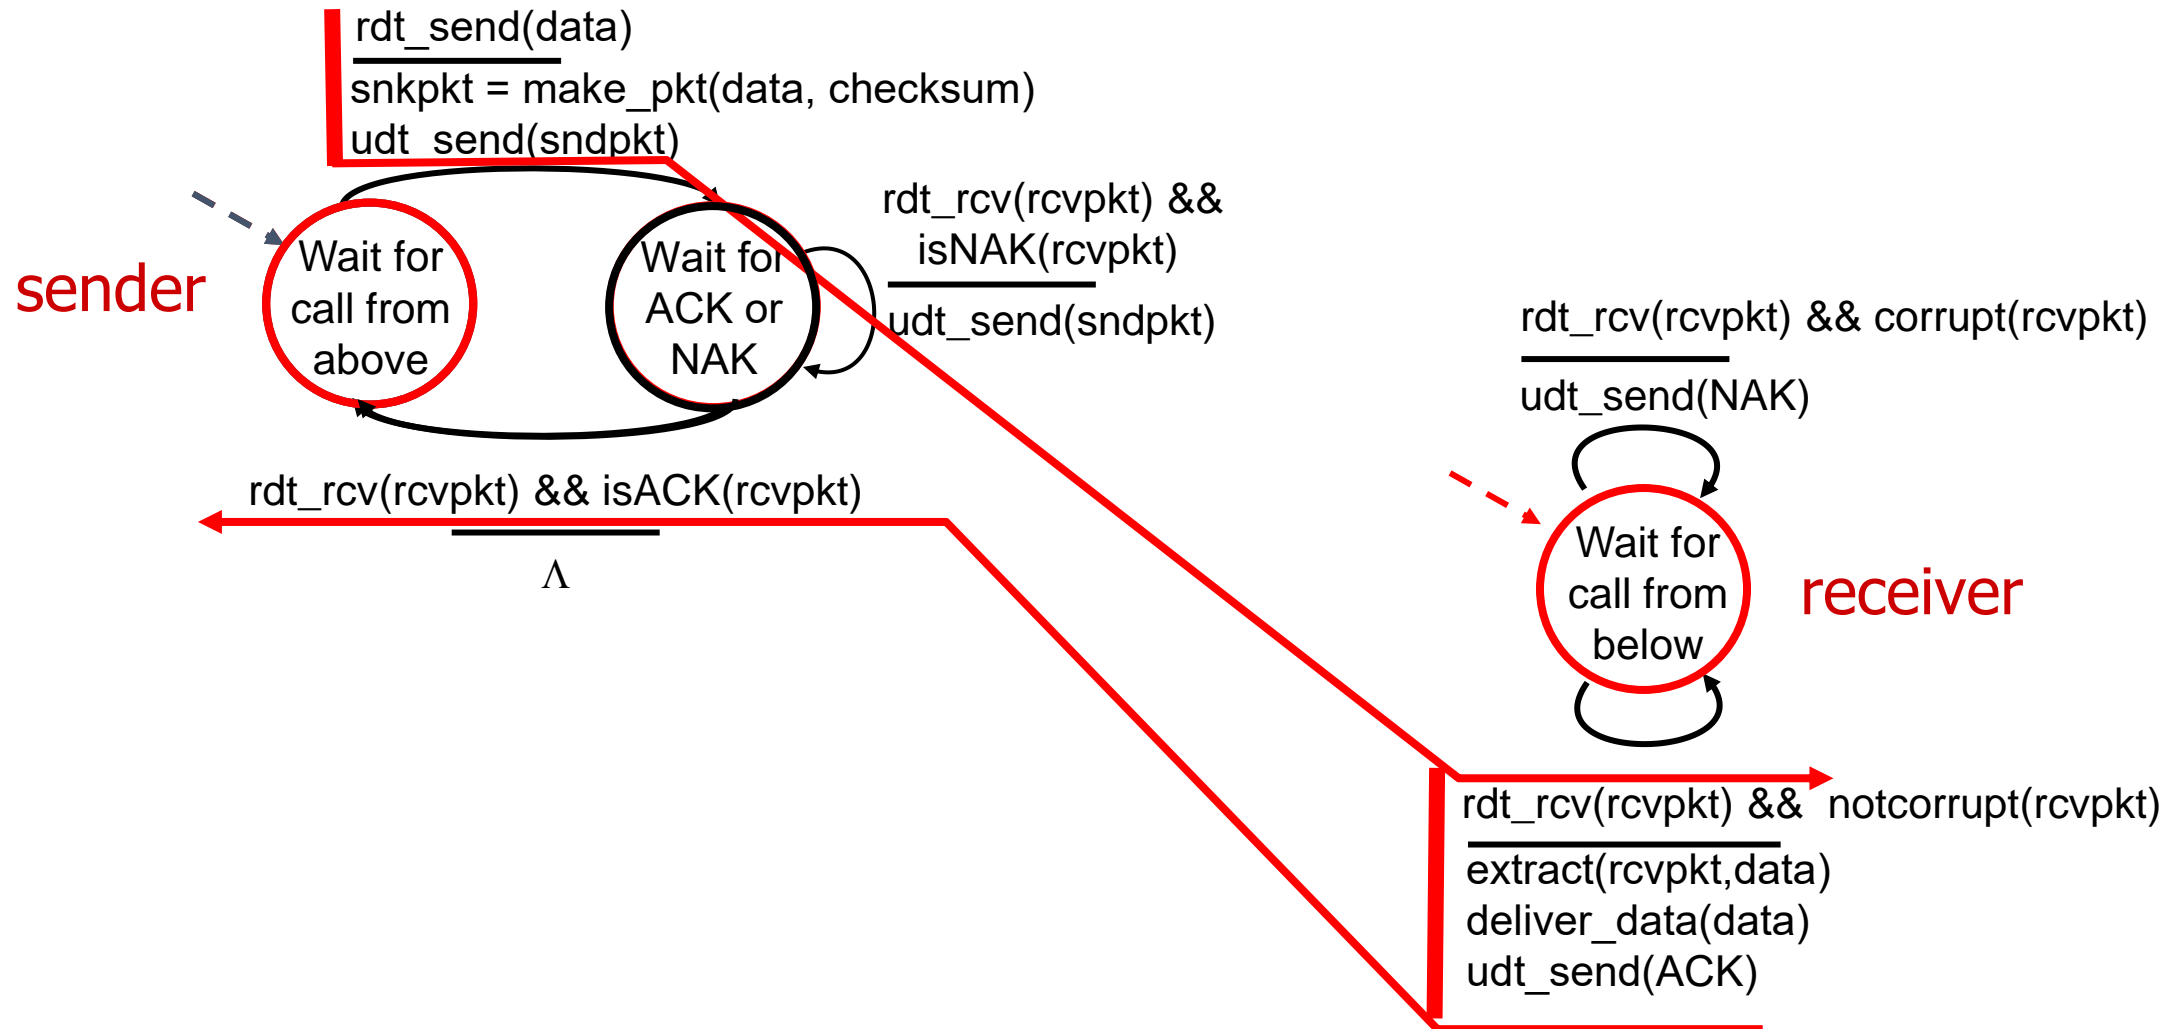 rdt_send(data)
snkpkt = make_pkt(data, checksum)
udt_send(sndpkt)
sender
Wait for
call from
above
Wait for
ACK or
NAK
rdt_rcv(rcvpkt) &&
isNAK(rcvpkt)
udt_send(sndpkt)
rdt_rcv(rcvpkt) && isACK(rcvpkt)
Λ
rdt_rcv(rcvpkt) && corrupt(rcvpkt)
udt_send(NAK)
Wait for
call from
below
receiver
rdt_rcv(rcvpkt) && notcorrupt(rcvpkt)
extract(rcvpkt,data)
deliver_data(data)
udt_send(ACK)